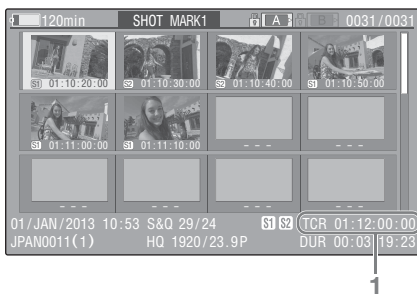 120min SHOT MARK1 A B 0031/0031
S1 01:10:20:00 S2 01:10:30:00 S2 01:10:40:00 S1 01:10:50:00
S1 01:11:00:00 S1 01:11:10:00 - - - - - -
- - - - - - - - - - - -
01/JAN/2013 10:53 S&Q 29/24 S1 S2 TCR 01:12:00:00
JPAN0011(1) HQ 1920/23.9P DUR 00:03:19:23
1